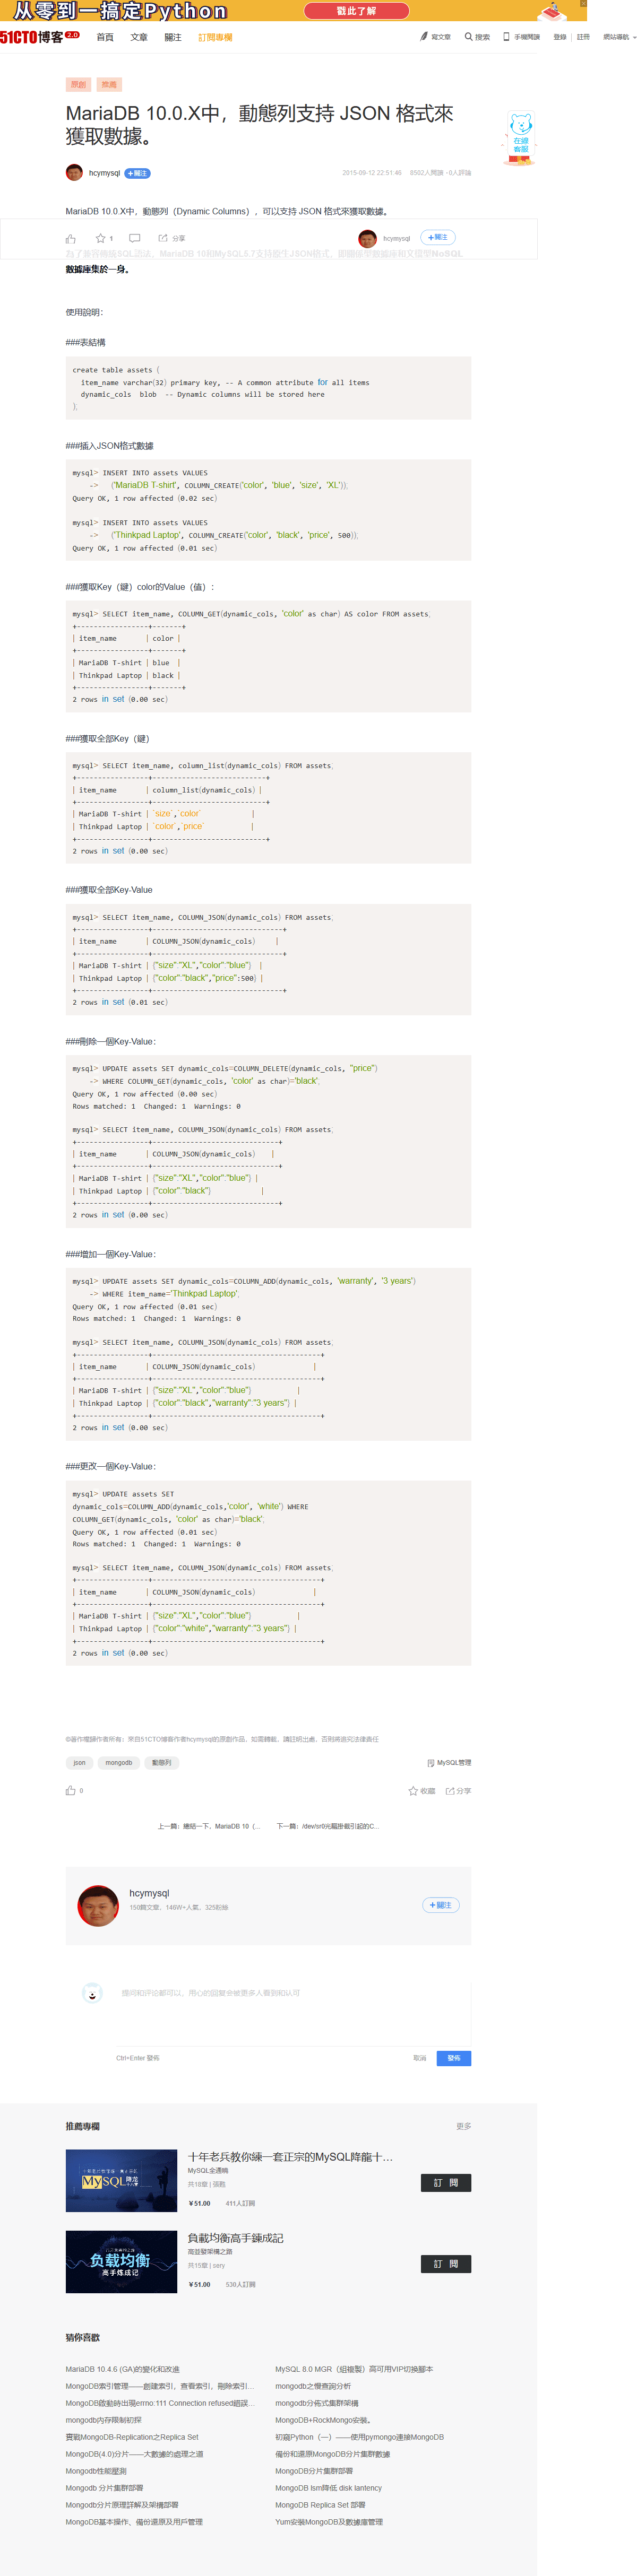 从零到一搞定Python
戳此了解
51CTO博客 2.0 首頁 文章 關注 訂閱專欄 寫文章 搜索 手機閱讀 登錄 註冊 網站導航
原創 推薦
MariaDB 10.0.X中，動態列支持 JSON 格式來
獲取數據。
hcymysql +關注 2015-09-12 22:51:46 8502人閱讀 0人評論
在線
客服
MariaDB 10.0.X中，動態列（Dynamic Columns），可以支持 JSON 格式來獲取數據。
1 分享 hcymysql +關注
為了兼容傳統SQL語法，MariaDB 10和MySQL5.7支持原生JSON格式，即關係型數據庫和文檔型NoSQL
數據庫集於一身。
使用說明：
###表結構
create table assets (
item_name varchar(32) primary key, -- A common attribute for all items
dynamic_cols blob -- Dynamic columns will be stored here
);
###插入JSON格式數據
mysql> INSERT INTO assets VALUES
-> ('MariaDB T-shirt', COLUMN_CREATE('color', 'blue', 'size', 'XL'));
Query OK, 1 row affected (0.02 sec)
mysql> INSERT INTO assets VALUES
-> ('Thinkpad Laptop', COLUMN_CREATE('color', 'black', 'price', 500));
Query OK, 1 row affected (0.01 sec)
###獲取Key（鍵）color的Value（值）：
mysql> SELECT item_name, COLUMN_GET(dynamic_cols, 'color' as char) AS color FROM assets;
+-----------------+-------+
| item_name | color |
+-----------------+-------+
| MariaDB T-shirt | blue |
| Thinkpad Laptop | black |
+-----------------+-------+
2 rows in set (0.00 sec)
###獲取全部Key（鍵）
mysql> SELECT item_name, column_list(dynamic_cols) FROM assets;
+-----------------+---------------------------+
| item_name | column_list(dynamic_cols) |
+-----------------+---------------------------+
| MariaDB T-shirt | `size`,`color` |
| Thinkpad Laptop | `color`,`price` |
+-----------------+---------------------------+
2 rows in set (0.00 sec)
###獲取全部Key-Value
mysql> SELECT item_name, COLUMN_JSON(dynamic_cols) FROM assets;
+-----------------+-------------------------------+
| item_name | COLUMN_JSON(dynamic_cols) |
+-----------------+-------------------------------+
| MariaDB T-shirt | {"size":"XL","color":"blue"} |
| Thinkpad Laptop | {"color":"black","price":500} |
+-----------------+-------------------------------+
2 rows in set (0.01 sec)
###刪除一個Key-Value：
mysql> UPDATE assets SET dynamic_cols=COLUMN_DELETE(dynamic_cols, "price")
-> WHERE COLUMN_GET(dynamic_cols, 'color' as char)='black';
Query OK, 1 row affected (0.00 sec)
Rows matched: 1 Changed: 1 Warnings: 0
mysql> SELECT item_name, COLUMN_JSON(dynamic_cols) FROM assets;
+-----------------+------------------------------+
| item_name | COLUMN_JSON(dynamic_cols) |
+-----------------+------------------------------+
| MariaDB T-shirt | {"size":"XL","color":"blue"} |
| Thinkpad Laptop | {"color":"black"} |
+-----------------+------------------------------+
2 rows in set (0.00 sec)
###增加一個Key-Value：
mysql> UPDATE assets SET dynamic_cols=COLUMN_ADD(dynamic_cols, 'warranty', '3 years')
-> WHERE item_name='Thinkpad Laptop';
Query OK, 1 row affected (0.01 sec)
Rows matched: 1 Changed: 1 Warnings: 0
mysql> SELECT item_name, COLUMN_JSON(dynamic_cols) FROM assets;
+-----------------+----------------------------------------+
| item_name | COLUMN_JSON(dynamic_cols) |
+-----------------+----------------------------------------+
| MariaDB T-shirt | {"size":"XL","color":"blue"} |
| Thinkpad Laptop | {"color":"black","warranty":"3 years"} |
+-----------------+----------------------------------------+
2 rows in set (0.00 sec)
###更改一個Key-Value：
mysql> UPDATE assets SET
dynamic_cols=COLUMN_ADD(dynamic_cols,'color', 'white') WHERE
COLUMN_GET(dynamic_cols, 'color' as char)='black';
Query OK, 1 row affected (0.01 sec)
Rows matched: 1 Changed: 1 Warnings: 0
mysql> SELECT item_name, COLUMN_JSON(dynamic_cols) FROM assets;
+-----------------+----------------------------------------+
| item_name | COLUMN_JSON(dynamic_cols) |
+-----------------+----------------------------------------+
| MariaDB T-shirt | {"size":"XL","color":"blue"} |
| Thinkpad Laptop | {"color":"white","warranty":"3 years"} |
+-----------------+----------------------------------------+
2 rows in set (0.00 sec)
©著作權歸作者所有：來自51CTO博客作者hcymysql的原創作品，如需轉載，請註明出處，否則將追究法律責任
json mongodb 動態列 MySQL管理
0 收藏 分享
上一篇：總結一下，MariaDB 10（... 下一篇：/dev/sr0光驅掛載引起的C...
hcymysql
150篇文章，146W+人氣，325粉絲
+關注
提问和评论都可以，用心的回复会被更多人看到和认可
Ctrl+Enter 發佈 取消 發佈
推薦專欄 更多
MySQL
十年老兵教你練一套正宗的MySQL降龍十...
MySQL全通曉
共18章 | 張甦
¥51.00 411人訂閱
訂 閱
负载均衡
高手炼成记
負載均衡高手鍊成記
高並發架構之路
共15章 | sery
¥51.00 538人訂閱
訂 閱
猜你喜歡
MariaDB 10.4.6 (GA)的變化和改進 MySQL 8.0 MGR（組複製）高可用VIP切換腳本
MongoDB索引管理——創建索引，查看索引，刪除索引... mongodb之慢查詢分析
MongoDB啟動時出現errno:111 Connection refused錯誤... mongodb分佈式集群架構
mongodb內存限制初探 MongoDB+RockMongo安裝。
實戰MongoDB-Replication之Replica Set 初窺Python（一）——使用pymongo連接MongoDB
MongoDB(4.0)分片——大數據的處理之道 備份和還原MongoDB分片集群數據
Mongodb性能壓測 MongoDB分片集群部署
Mongodb 分片集群部署 MongoDB lsm降低 disk lantency
Mongodb分片原理詳解及架構部署 MongoDB Replica Set 部署
MongoDB基本操作、備份還原及用戶管理 Yum安裝MongoDB及數據庫管理